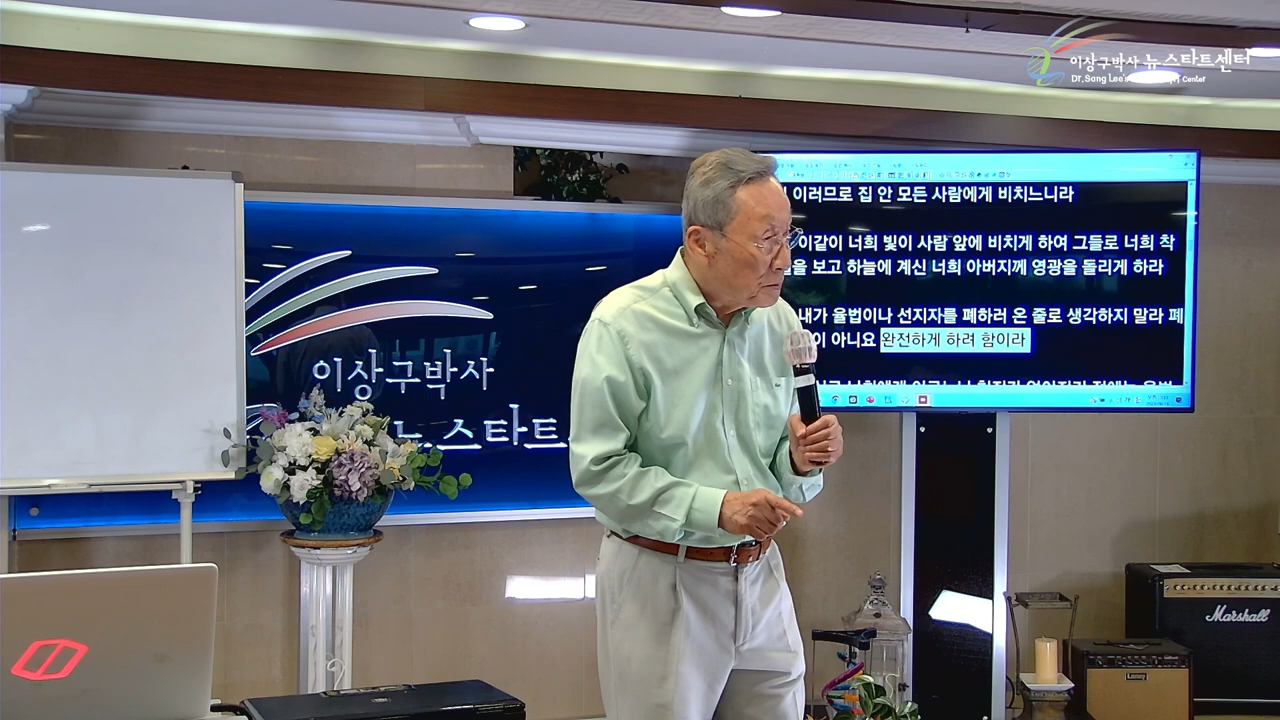 이상구박사 뉴스타트센터
Dr. Sang Lee's
Center
이러므로 집 안 모든 사람에게 비치느니라
이같이 너희 빛이 사람 앞에 비치게 하여 그들로 너희 착
을 보고 하늘에 계신 너희 아버지께 영광을 돌리게 하라
내가 율법이나 선지자를 폐하러 온 줄로 생각하지 말라 폐
이 아니요 완전하게 하려 함이라
이상구박사
뉴스타트
Marshall
Laney